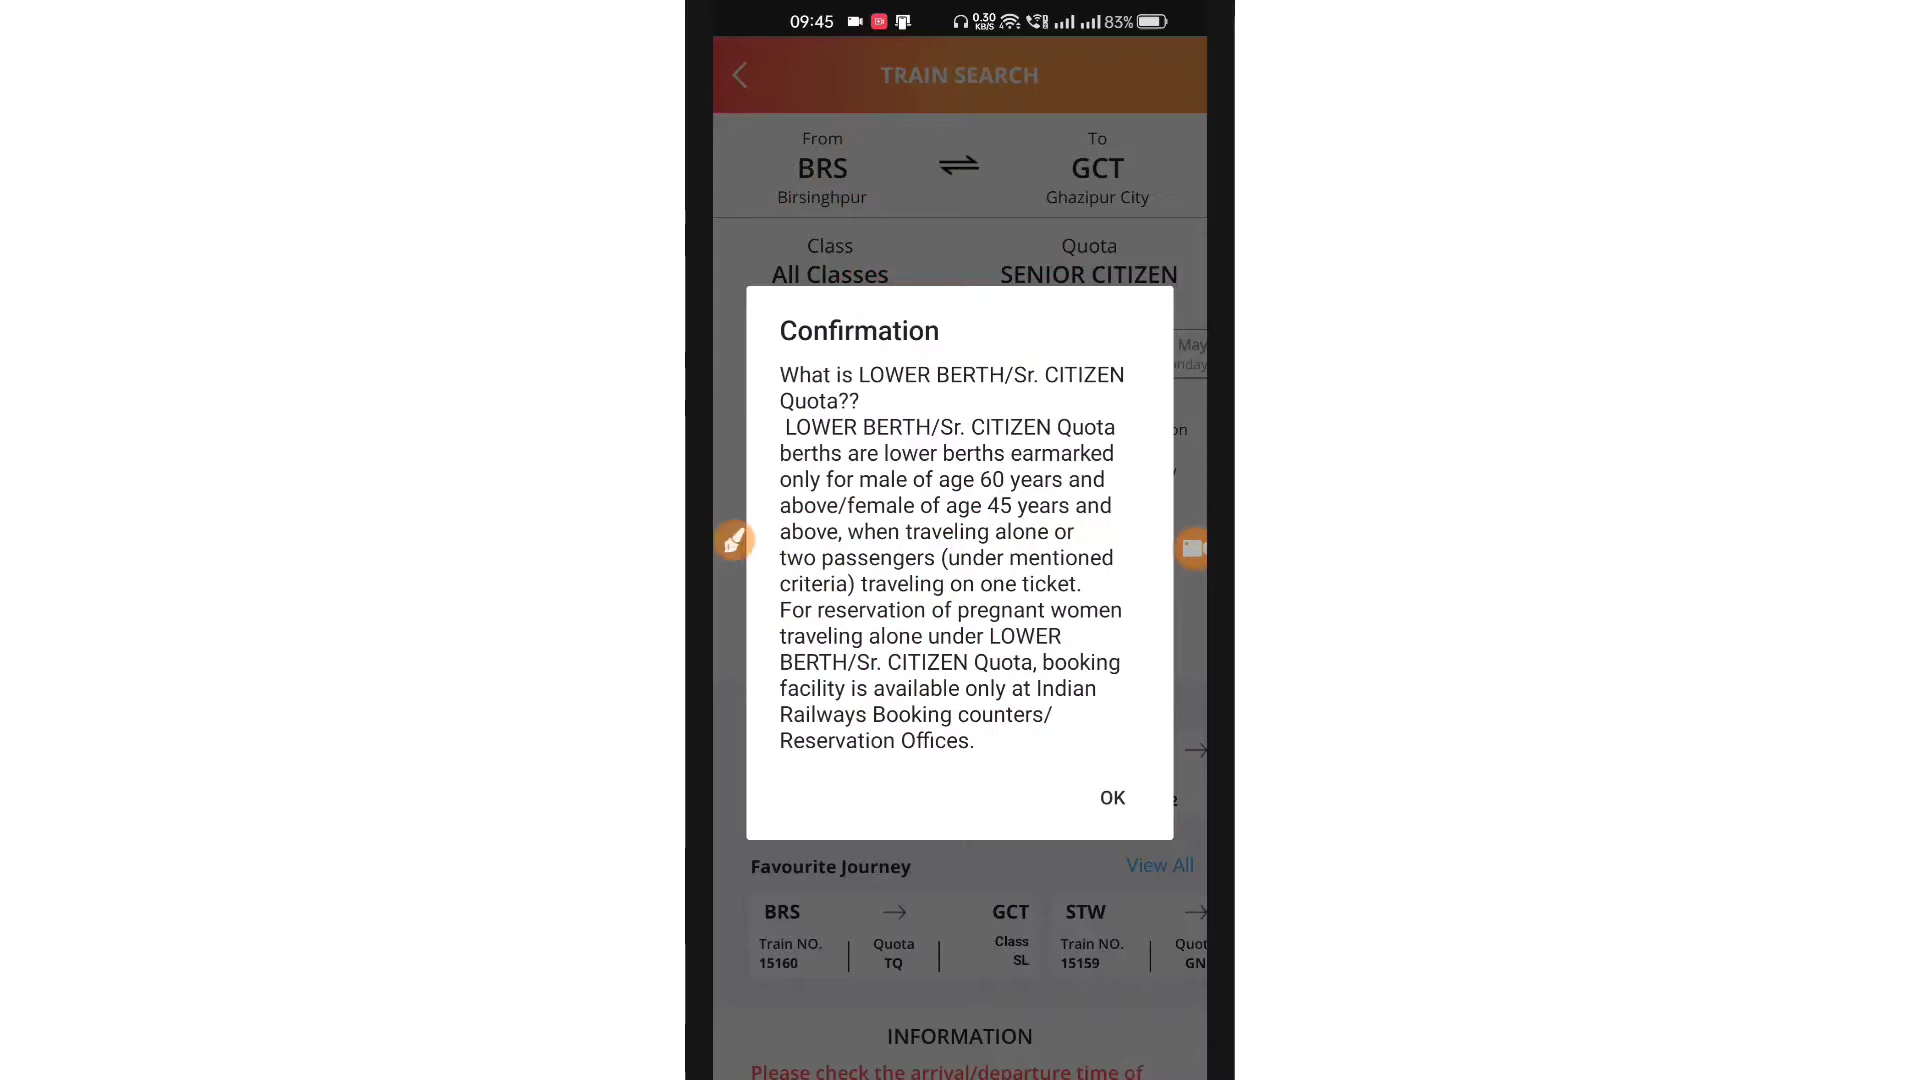 09:45 0.30 KB/S 83%
TRAIN SEARCH
From To
BRS GCT
Birsinghpur Ghazipur City
Class Quota
All Classes SENIOR CITIZEN
May
Confirmation
What is LOWER BERTH/Sr. CITIZEN
Quota??
LOWER BERTH/Sr. CITIZEN Quota
berths are lower berths earmarked
only for male of age 60 years and
above/female of age 45 years and
above, when traveling alone or
two passengers (under mentioned
criteria) traveling on one ticket.
For reservation of pregnant women
traveling alone under LOWER
BERTH/Sr. CITIZEN Quota, booking
facility is available only at Indian
Railways Booking counters/
Reservation Offices.
OK
Favourite Journey View All
BRS GCT STW
Train NO. Quota Class Train NO.
15160 TQ SL 15159 GN
INFORMATION
Please check the arrival/departure time of